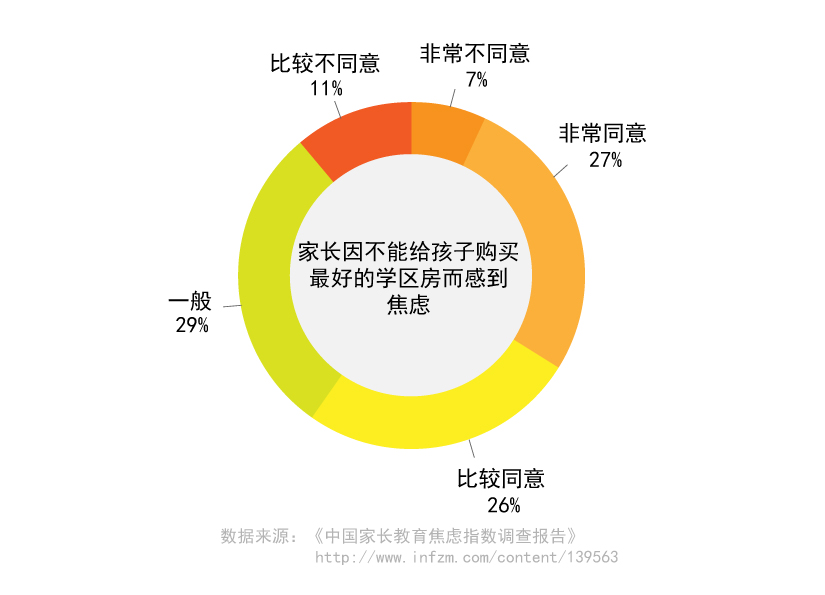 非常不同意
7%
比较不同意
11%
非常同意
27%
家长因不能给孩子购买
最好的学区房而感到
焦虑
一般
29%
比较同意
26%
数据来源：《中国家长教育焦虑指数调查报告》
http://www.infzm.com/content/139563